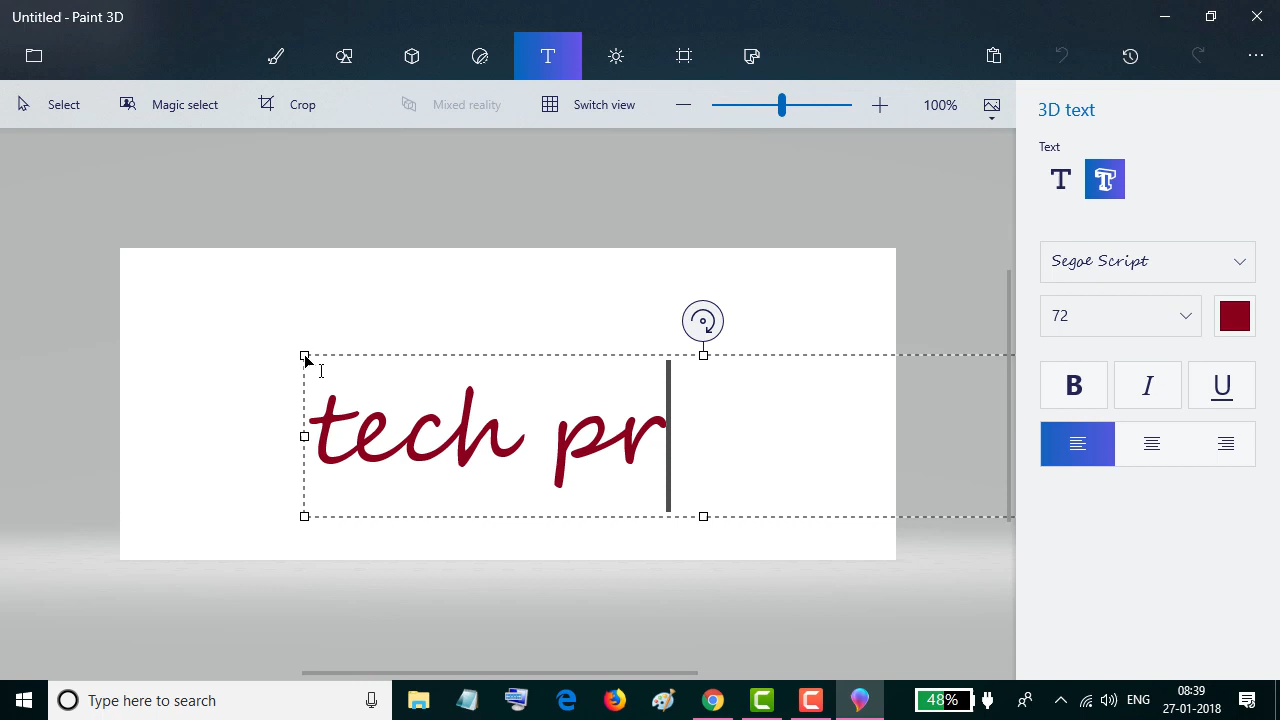 Untitled - Paint 3D
Select
Magic select
Crop
Mixed reality
Switch view
100%
3D text
Text
Segoe Script
72
B I U
tech pr
Type here to search
48%
ENG
08:39
27-01-2018